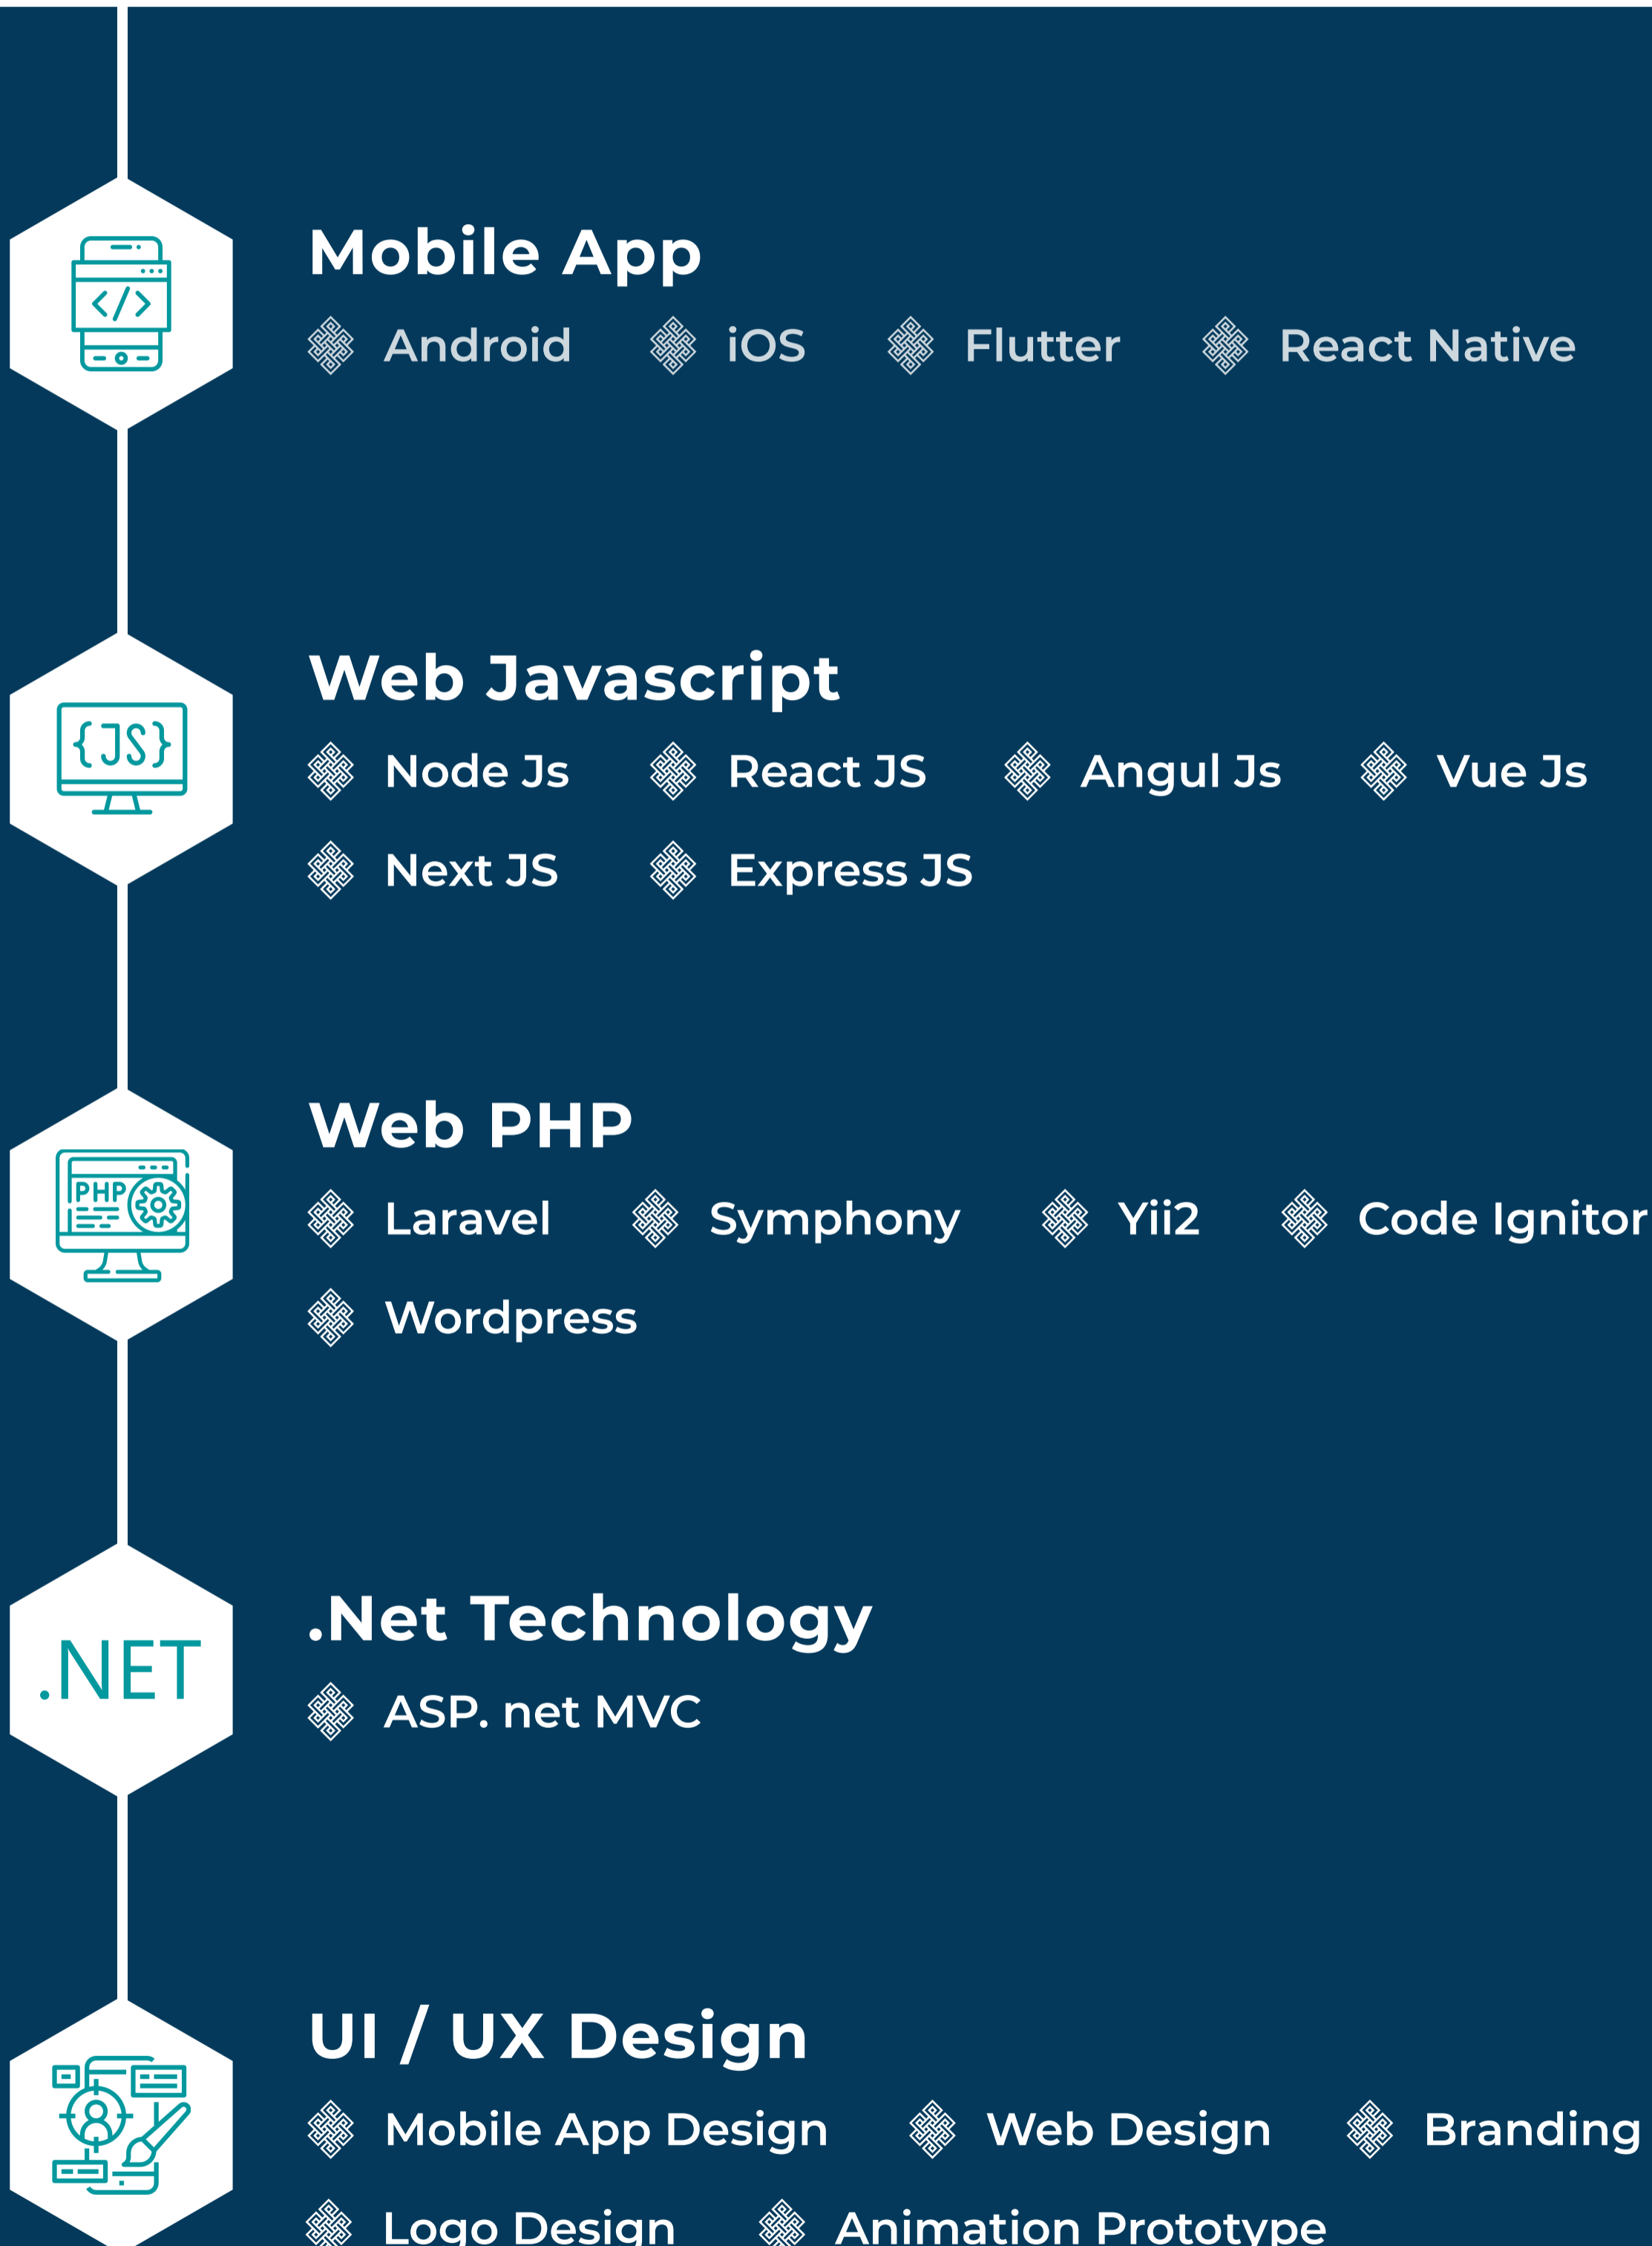 Mobile App
Android iOS Flutter React Native
Web Javascript
{JS}
Node Js React JS Angul Js Vue Js
Next JS Express JS
Web PHP
PHP
Laravel Symphony Yii2 Code Ignitor
Wordpress
.Net Technology
.NET
ASP. net MVC
UI / UX Design
Mobile App Design Web Design Branding
Logo Design Animation Prototype